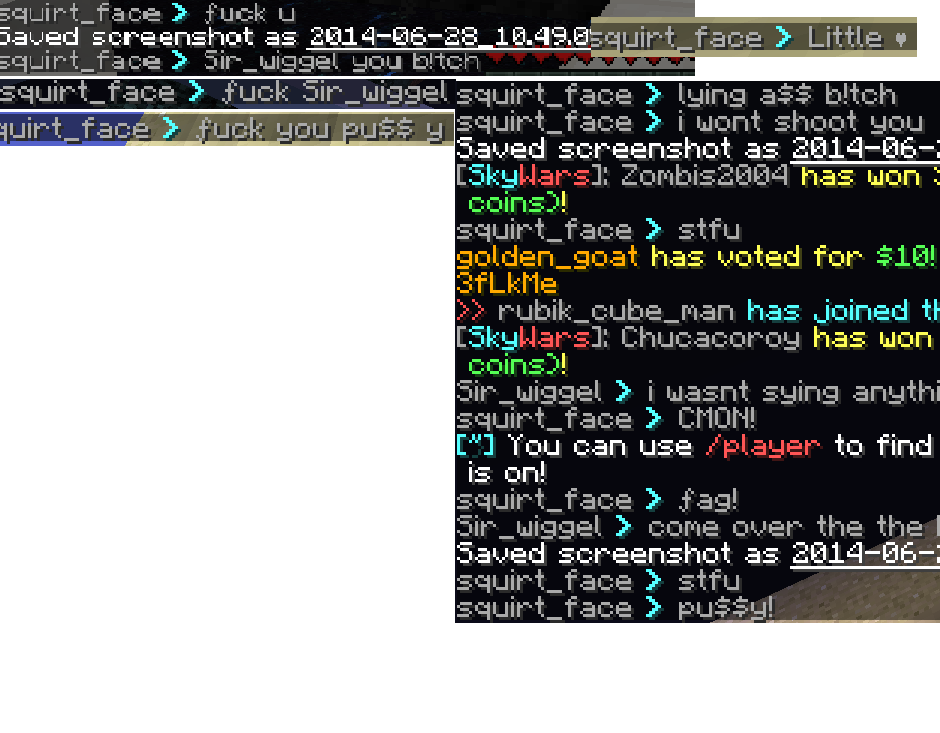 squirt_face > fuck u
Saved screenshot as 2014-06-28_10.49.0
squirt_face > Little ♥
squirt_face > Sir_wiggel you b!tch
squirt_face > fuck Sir_wiggel
quirt_face > fuck you pu$$ y
squirt_face > lying a$$ b!tch
squirt_face > i wont shoot you
Saved screenshot as 2014-06-
[SkyWars]: Zombis2004 has won
coins)!
squirt_face > stfu
golden_goat has voted for $10!
3fLkMe
>> rubik_cube_man has joined th
[SkyWars]: Chucacoroy has won
coins)!
Sir_wiggel > i wasnt sying anythi
squirt_face > CMON!
[^] You can use /player to find
is on!
squirt_face > fag!
Sir_wiggel > come over the the
Saved screenshot as 2014-06-
squirt_face > stfu
squirt_face > pu$$y!